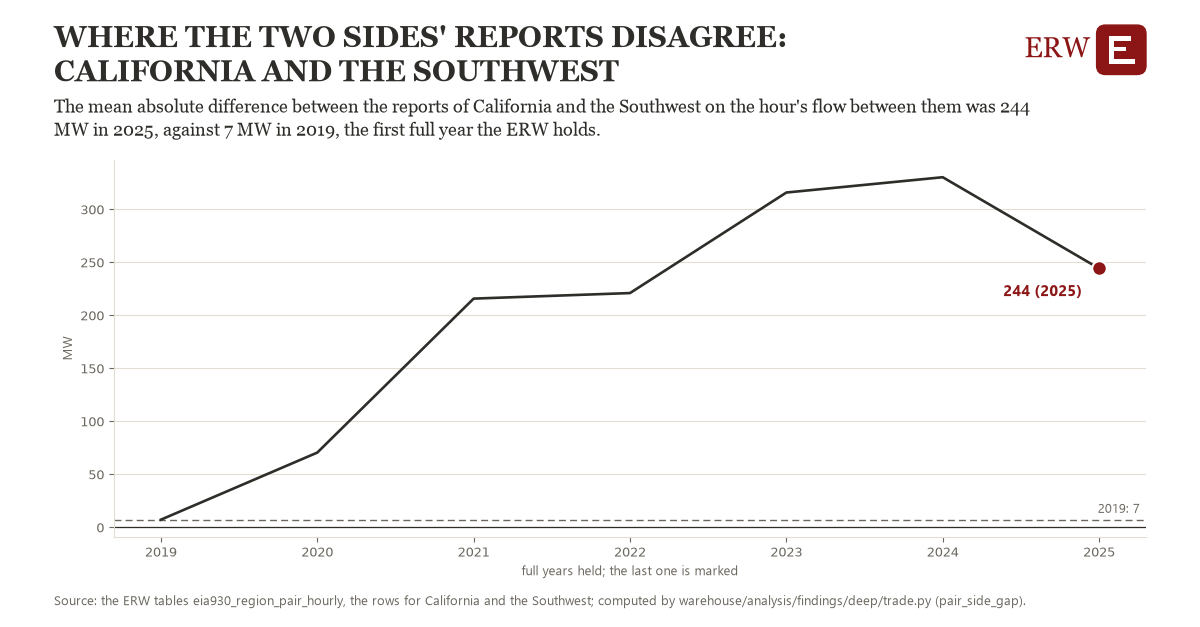 WHERE THE TWO SIDES' REPORTS DISAGREE:
CALIFORNIA AND THE SOUTHWEST
ERW E
The mean absolute difference between the reports of California and the Southwest on the hour's flow between them was 244
MW in 2025, against 7 MW in 2019, the first full year the ERW holds.
300
250
200
150
100
50
0
MW
244 (2025)
2019: 7
2019 2020 2021 2022 2023 2024 2025
full years held; the last one is marked
Source: the ERW tables eia930_region_pair_hourly, the rows for California and the Southwest; computed by warehouse/analysis/findings/deep/trade.py (pair_side_gap).